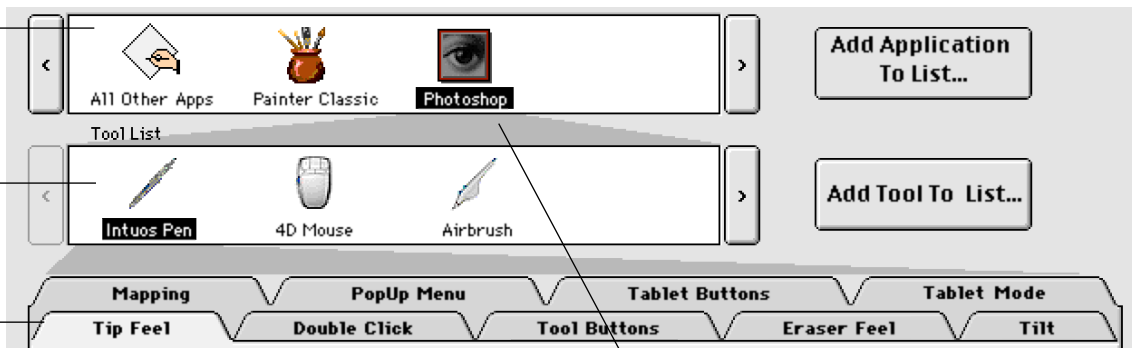 All Other Apps Painter Classic Photoshop
Add Application
To List...
Tool List
Intuos Pen 4D Mouse Airbrush
Add Tool To List...
Mapping PopUp Menu Tablet Buttons Tablet Mode
Tip Feel Double Click Tool Buttons Eraser Feel Tilt